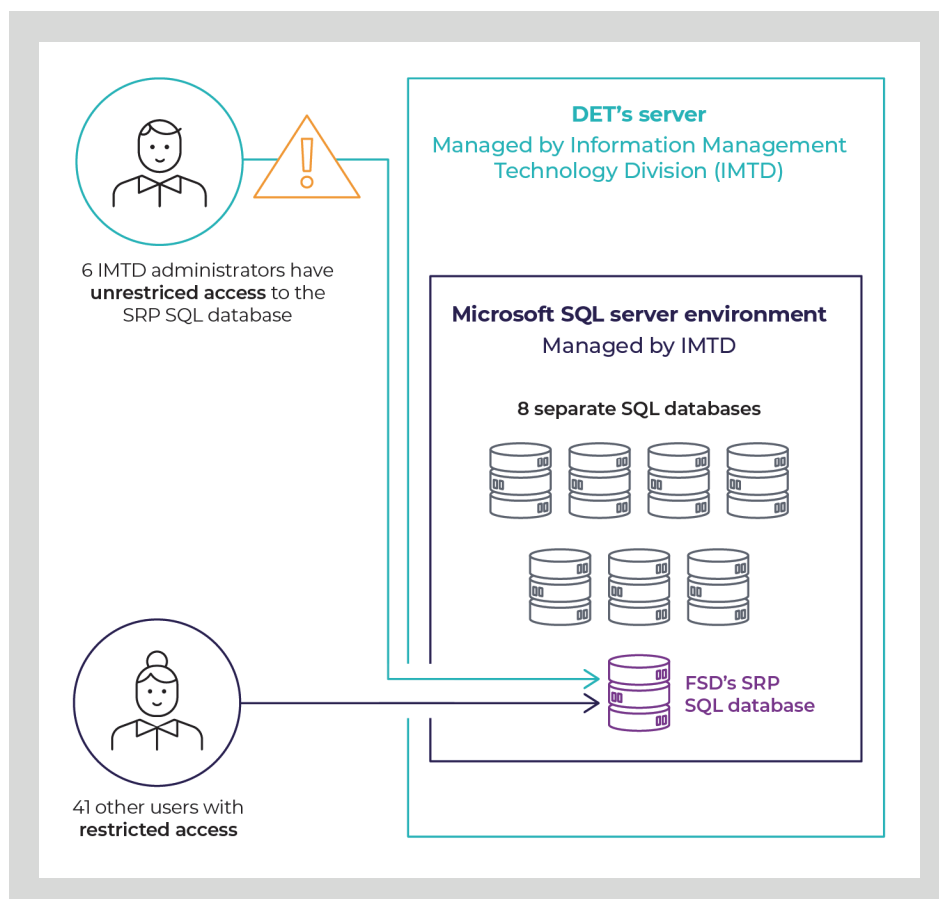 DET’s server
Managed by Information Management
Technology Division (IMTD)
6 IMTD administrators have
unrestriced access to the
SRP SQL database
Microsoft SQL server environment
Managed by IMTD
8 separate SQL databases
FSD’s SRP
SQL database
41 other users with
restricted access